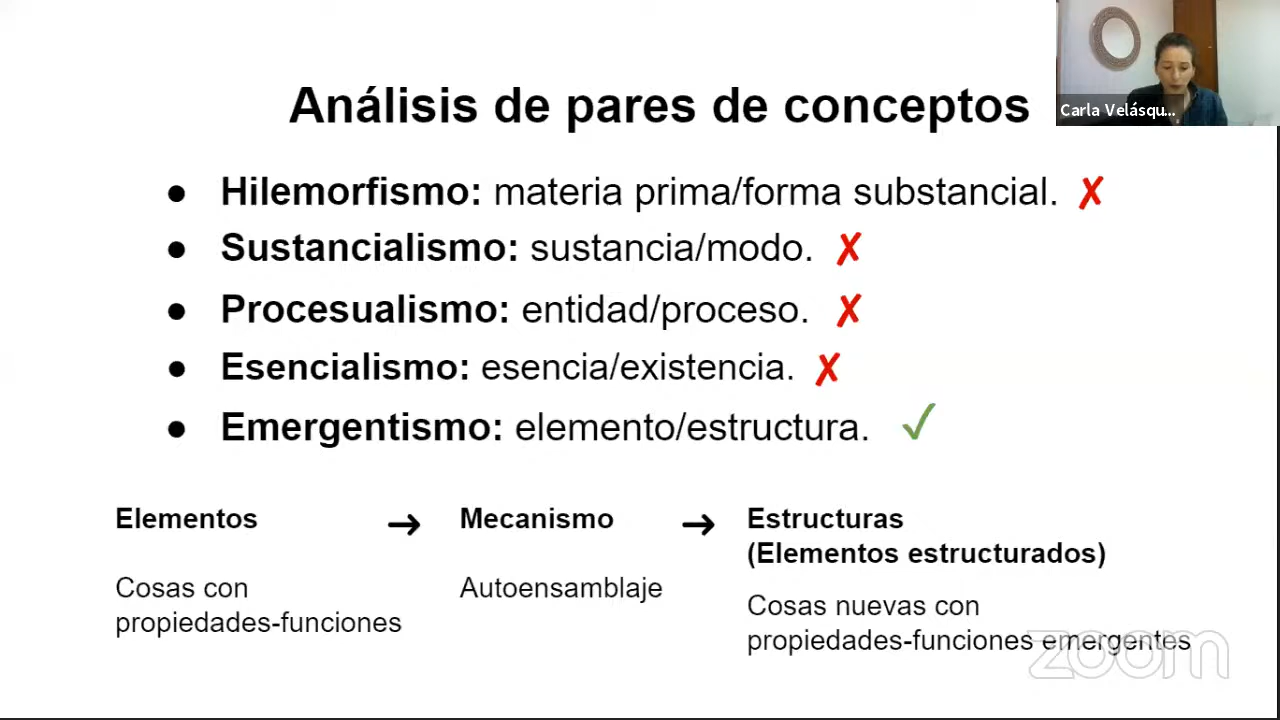 Análisis de pares de conceptos
Carla Velásqu...
● Hilemorfismo: materia prima/forma substancial. ✗
● Sustancialismo: sustancia/modo. ✗
● Procesualismo: entidad/proceso. ✗
● Esencialismo: esencia/existencia. ✗
● Emergentismo: elemento/estructura. ✓
Elementos → Mecanismo → Estructuras
(Elementos estructurados)
Cosas con
propiedades-funciones
Autoensamblaje
Cosas nuevas con
propiedades-funciones emergentes
zoom